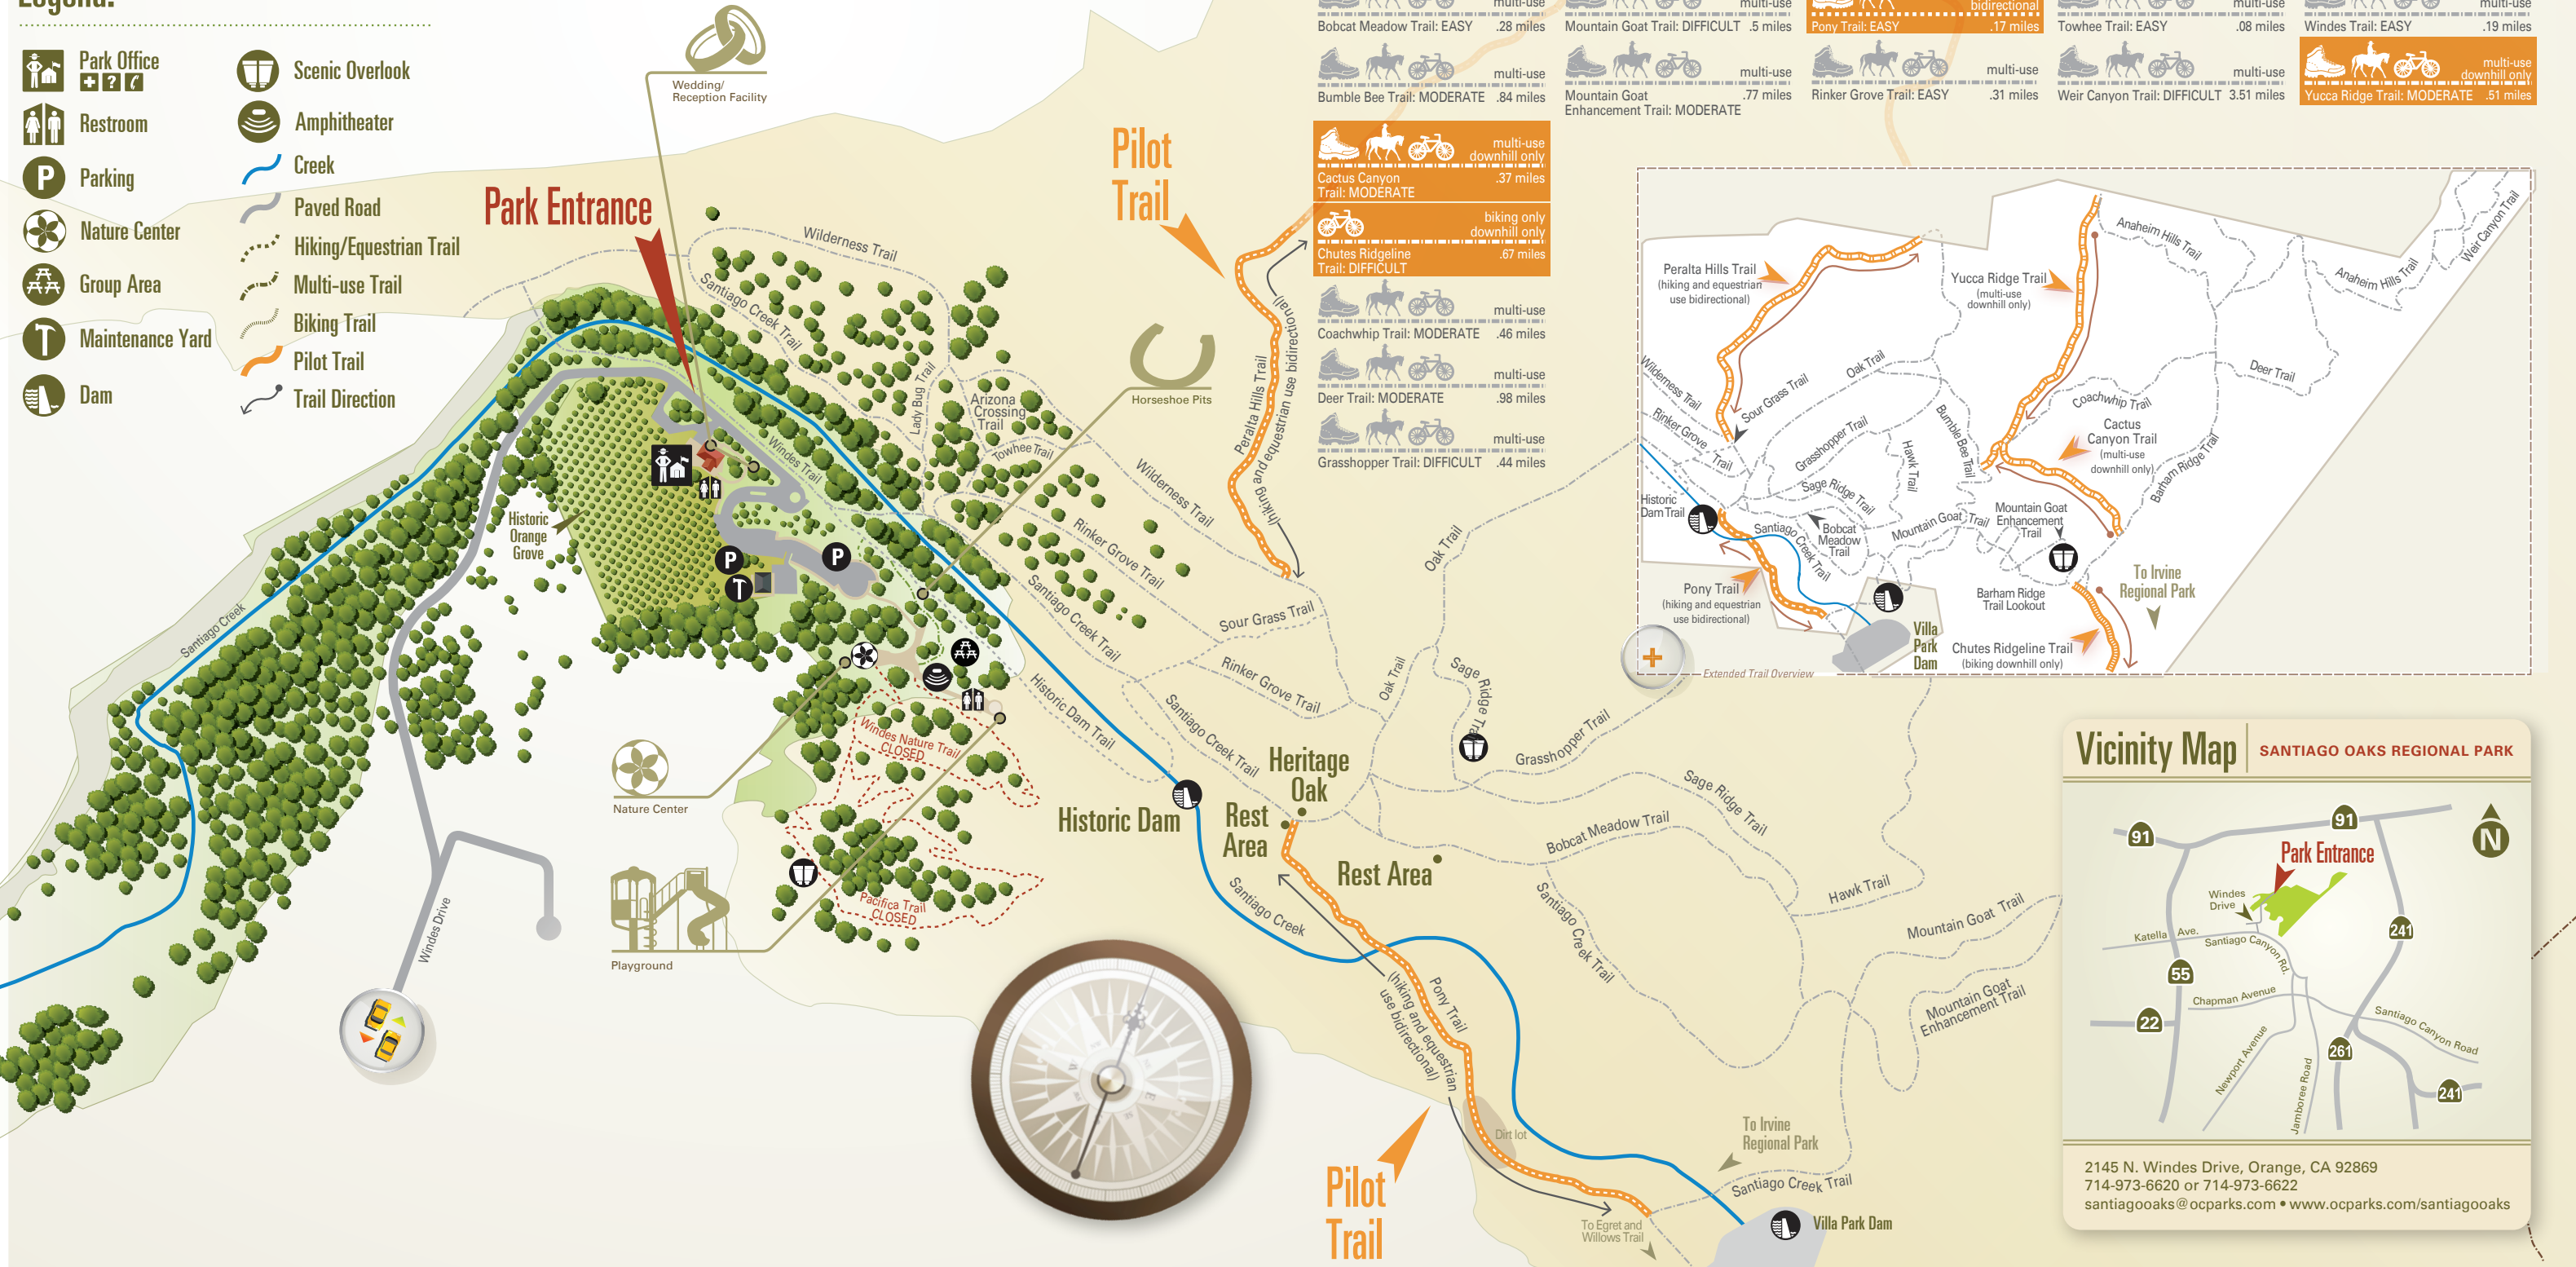 Legend:
Park Office
Restroom
P
Parking
Nature Center
Group Area
Maintenance Yard
Dam
Scenic Overlook
Amphitheater
Creek
Paved Road
Hiking/Equestrian Trail
Multi-use Trail
Biking Trail
Pilot Trail
Trail Direction
Wedding/
Reception Facility
Park Entrance
Wilderness Trail
Santiago Creek Trail
Lady Bug Trail
Arizona
Crossing
Trail
Towhee Trail
Windes Trail
Wilderness Trail
Rinker Grove Trail
Santiago Creek Trail
Historic
Orange
Grove
P
P
Santiago Creek
Horseshoe Pits
Pilot
Trail
Peralta Hills Trail
(hiking and equestrian use bidirectional)
Sour Grass Trail
Rinker Grove Trail
Oak Trail
Oak Trail
Sage Ridge Trail
Grasshopper Trail
Sage Ridge Trail
Bobcat Meadow Trail
Hawk Trail
Mountain Goat Trail
Mountain Goat
Enhancement Trail
Santiago Creek Trail
Santiago Creek Trail
Historic Dam Trail
Historic Dam
Heritage
Oak
Rest
Area
Rest Area
Santiago Creek
Pony Trail
(hiking and equestrian
use bidirectional)
Dirt lot
Pilot
Trail
To Irvine
Regional Park
Santiago Creek Trail
To Egret and
Willows Trail
Villa Park Dam
Windes Nature Trail
CLOSED
Pacifica Trail
CLOSED
Nature Center
Playground
Windes Drive
multi-use
Bobcat Meadow Trail: EASY .28 miles
multi-use
Mountain Goat Trail: DIFFICULT .5 miles
bidirectional
Pony Trail: EASY .17 miles
multi-use
Towhee Trail: EASY .08 miles
multi-use
Windes Trail: EASY .19 miles
multi-use
Bumble Bee Trail: MODERATE .84 miles
multi-use
Mountain Goat .77 miles
Enhancement Trail: MODERATE
multi-use
Rinker Grove Trail: EASY .31 miles
multi-use
Weir Canyon Trail: DIFFICULT 3.51 miles
multi-use
downhill only
Yucca Ridge Trail: MODERATE .51 miles
multi-use
downhill only
Cactus Canyon .37 miles
Trail: MODERATE
biking only
downhill only
Chutes Ridgeline .67 miles
Trail: DIFFICULT
multi-use
Coachwhip Trail: MODERATE .46 miles
multi-use
Deer Trail: MODERATE .98 miles
multi-use
Grasshopper Trail: DIFFICULT .44 miles
Peralta Hills Trail
(hiking and equestrian
use bidirectional)
Yucca Ridge Trail
(multi-use
downhill only)
Anaheim Hills Trail
Anaheim Hills Trail
Weir Canyon Trail
Deer Trail
Coachwhip Trail
Cactus
Canyon Trail
(multi-use
downhill only)
Barham Ridge Trail
Wilderness Trail
Rinker Grove
Trail
Sour Grass Trail
Oak Trail
Grasshopper Trail
Hawk Trail
Bumble Bee Trail
Sage Ridge Trail
Historic
Dam Trail
Santiago Creek Trail
Bobcat
Meadow
Trail
Mountain Goat Trail
Mountain Goat
Enhancement
Trail
Pony Trail
(hiking and equestrian
use bidirectional)
Barham Ridge
Trail Lookout
To Irvine
Regional Park
Villa
Park
Dam
Chutes Ridgeline Trail
(biking downhill only)
Extended Trail Overview
Vicinity Map
SANTIAGO OAKS REGIONAL PARK
91
91
N
Park Entrance
Windes
Drive
241
Katella Ave.
Santiago Canyon Rd.
55
Chapman Avenue
22
Santiago Canyon Road
261
Newport Avenue
Jamboree Road
241
2145 N. Windes Drive, Orange, CA 92869
714-973-6620 or 714-973-6622
santiagooaks@ocparks.com • www.ocparks.com/santiagooaks